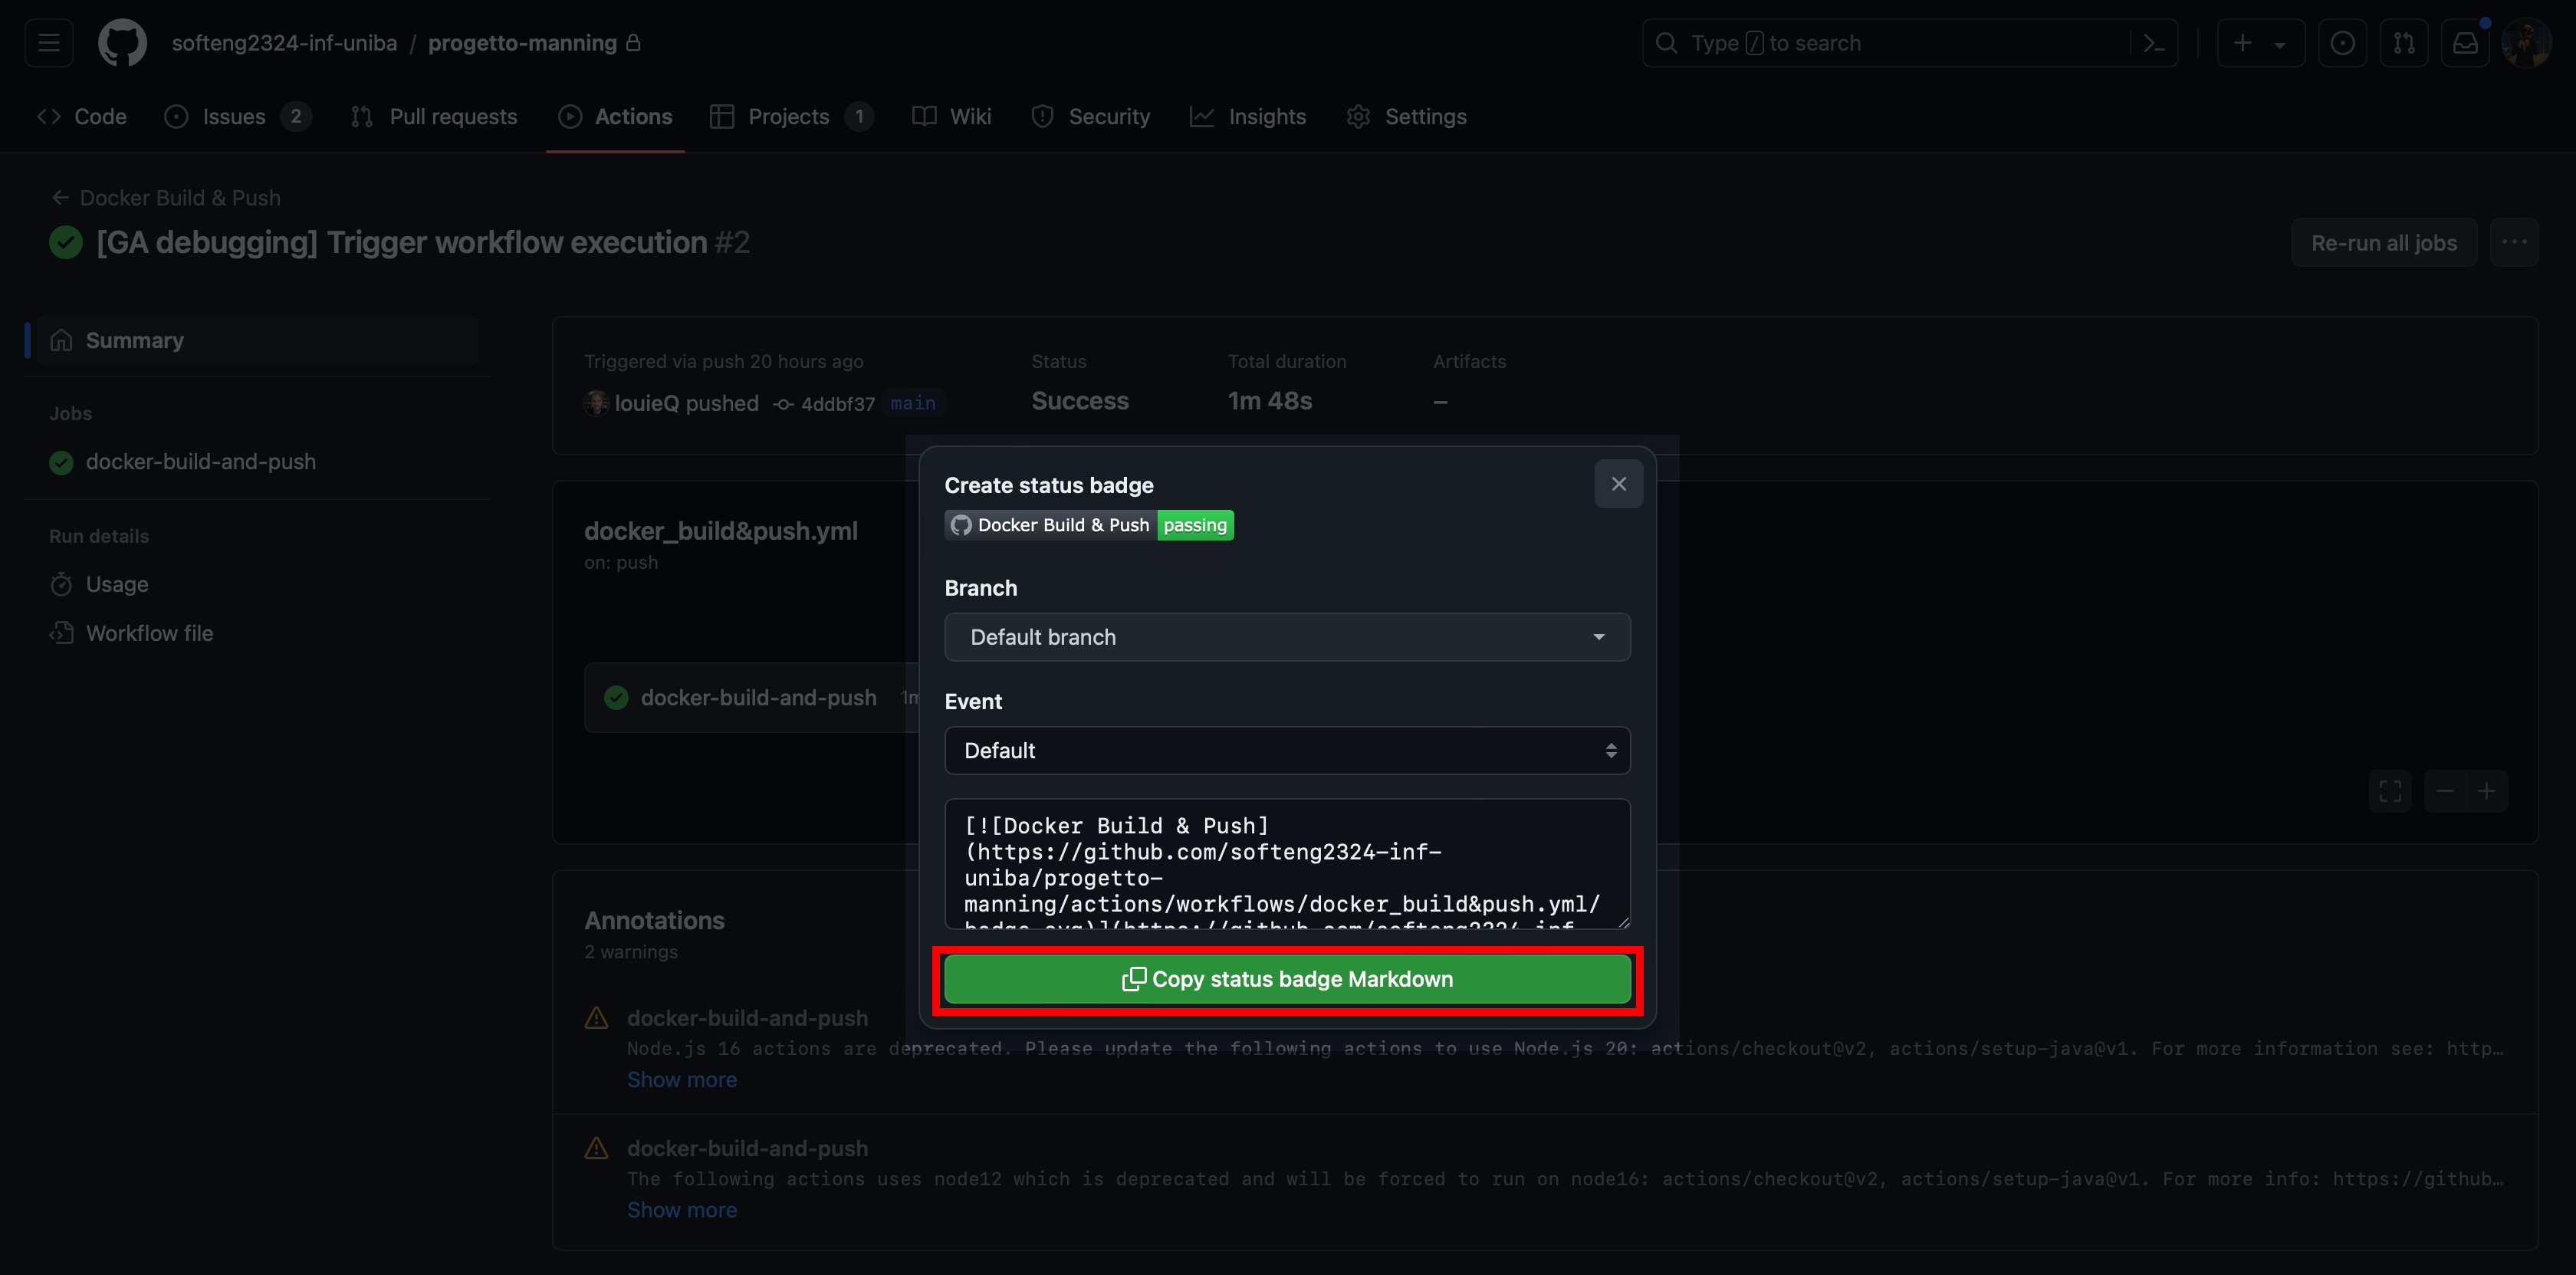 softeng2324-inf-uniba / progetto-manning
Type / to search
Code
Issues 2
Pull requests
Actions
Projects 1
Wiki
Security
Insights
Settings
Docker Build & Push
[GA debugging] Trigger workflow execution #2
Re-run all jobs
Summary
Jobs
docker-build-and-push
Run details
Usage
Workflow file
Triggered via push 20 hours ago
louieQ pushed 4ddbf37 main
Status
Success
Total duration
1m 48s
Artifacts
–
docker_build&push.yml
on: push
docker-build-and-push 1m
Create status badge
Docker Build & Push passing
Branch
Default branch
Event
Default
[![Docker Build & Push]
(https://github.com/softeng2324-inf-
uniba/progetto-
manning/actions/workflows/docker_build&push.yml/
badge.svg)](https://github.com/softeng2324-inf-
Copy status badge Markdown
Annotations
2 warnings
docker-build-and-push
Node.js 16 actions are deprecated. Please update the following actions to use Node.js 20: actions/checkout@v2, actions/setup-java@v1. For more information see: http…
Show more
docker-build-and-push
The following actions uses node12 which is deprecated and will be forced to run on node16: actions/checkout@v2, actions/setup-java@v1. For more info: https://github…
Show more